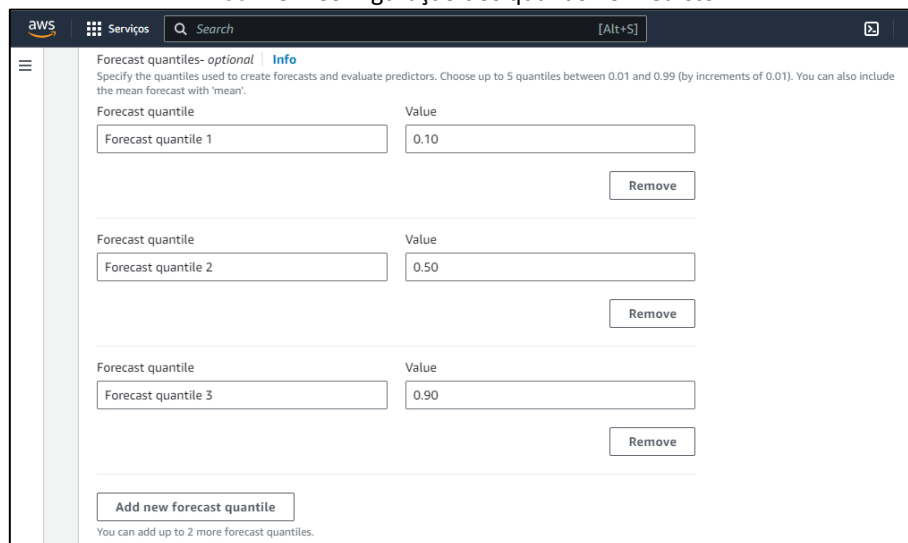 aws
Serviços
Search
[Alt+S]
Forecast quantiles- optional
Info
Specify the quantiles used to create forecasts and evaluate predictors. Choose up to 5 quantiles between 0.01 and 0.99 (by increments of 0.01). You can also include
the mean forecast with 'mean'.
Forecast quantile
Value
Forecast quantile 1
0.10
Remove
Forecast quantile
Value
Forecast quantile 2
0.50
Remove
Forecast quantile
Value
Forecast quantile 3
0.90
Remove
Add new forecast quantile
You can add up to 2 more forecast quantiles.